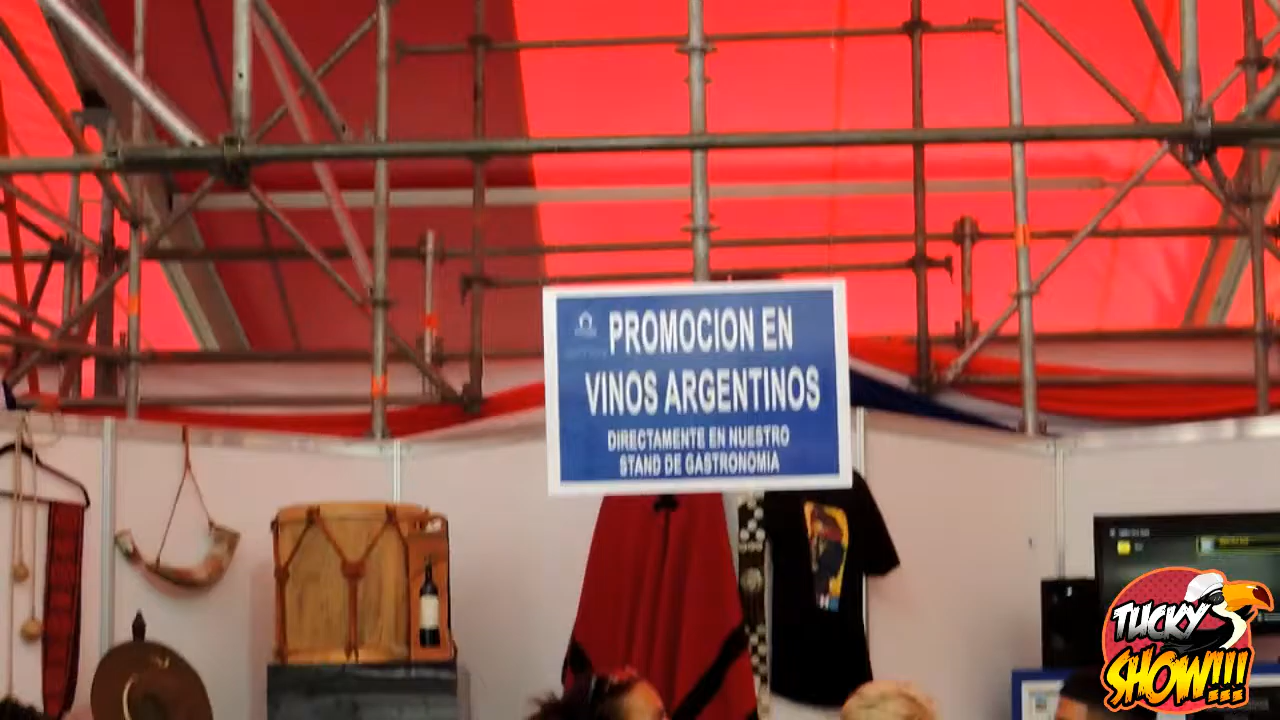 PROMOCION EN
VINOS ARGENTINOS
DIRECTAMENTE EN NUESTRO
STAND DE GASTRONOMIA
TUCKY
SHOW!!!